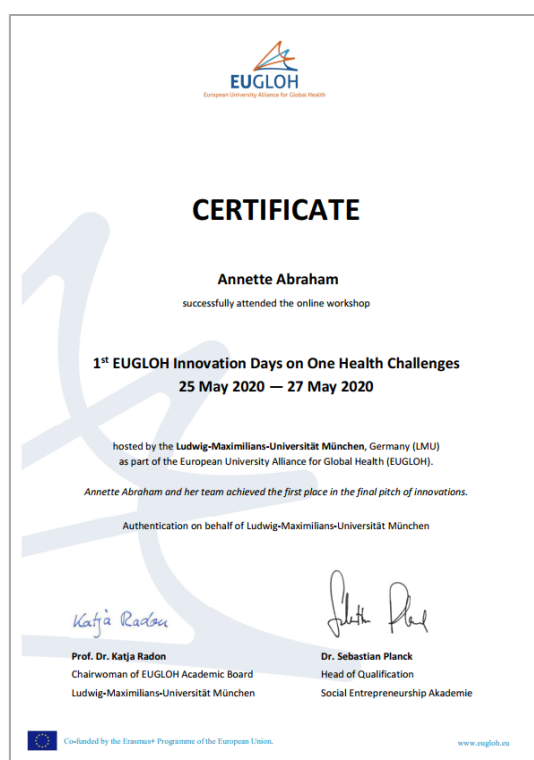 EUGLOH
European University Alliance for Global Health
CERTIFICATE
Annette Abraham
successfully attended the online workshop
1st EUGLOH Innovation Days on One Health Challenges
25 May 2020 — 27 May 2020
hosted by the Ludwig-Maximilians-Universität München, Germany (LMU)
as part of the European University Alliance for Global Health (EUGLOH).
Annette Abraham and her team achieved the first place in the final pitch of innovations.
Authentication on behalf of Ludwig-Maximilians-Universität München
Katja Radon
Prof. Dr. Katja Radon
Chairwoman of EUGLOH Academic Board
Ludwig-Maximilians-Universität München
Dr. Sebastian Planck
Head of Qualification
Social Entrepreneurship Akademie
Co-funded by the Erasmus+ Programme of the European Union.
www.eugloh.eu